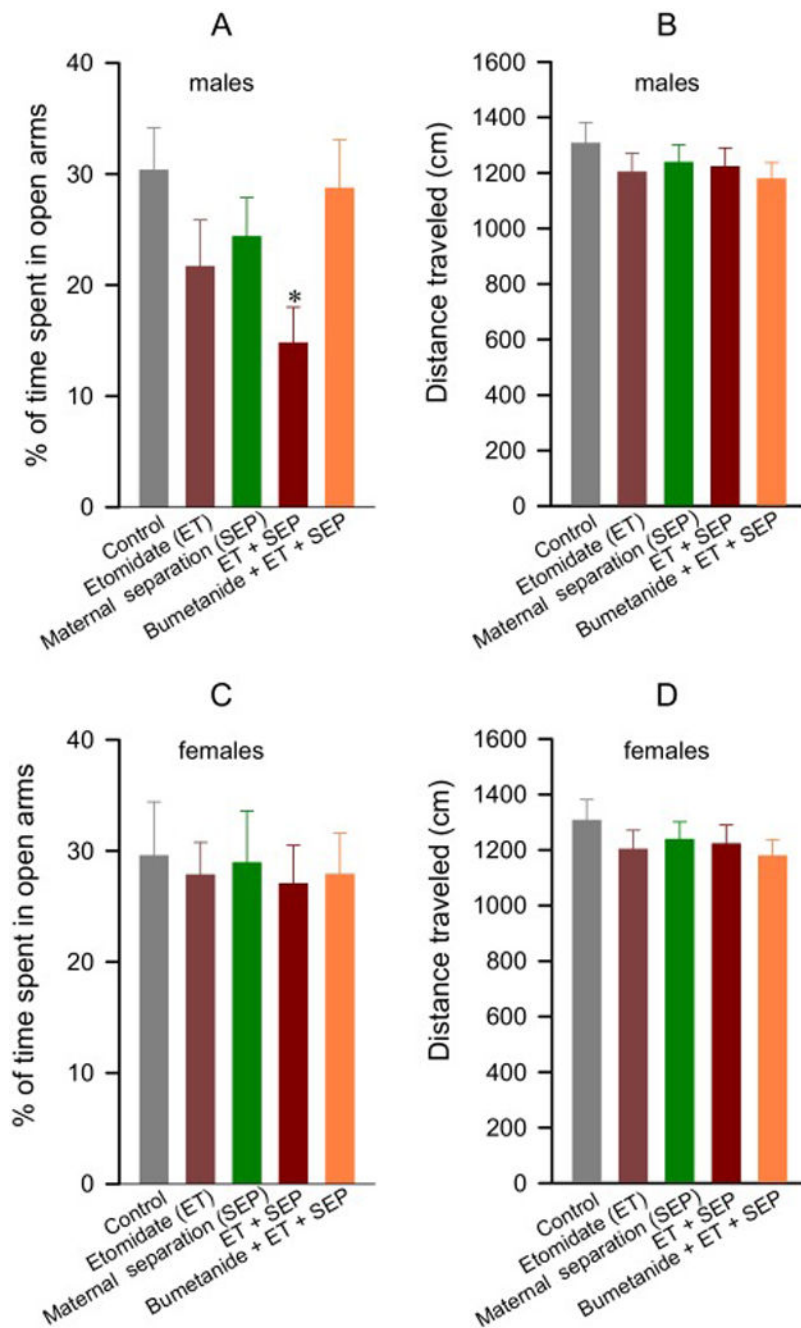 A
% of time spent in open arms
40
30
20
10
0
males
*
Control
Etomidate (ET)
Maternal separation (SEP)
ET + SEP
Bumetanide + ET + SEP
B
Distance traveled (cm)
1600
1400
1200
1000
800
600
400
200
0
males
Control
Etomidate (ET)
Maternal separation (SEP)
ET + SEP
Bumetanide + ET + SEP
C
% of time spent in open arms
40
30
20
10
0
females
Control
Etomidate (ET)
Maternal separation (SEP)
ET + SEP
Bumetanide + ET + SEP
D
Distance traveled (cm)
1600
1400
1200
1000
800
600
400
200
0
females
Control
Etomidate (ET)
Maternal separation (SEP)
ET + SEP
Bumetanide + ET + SEP